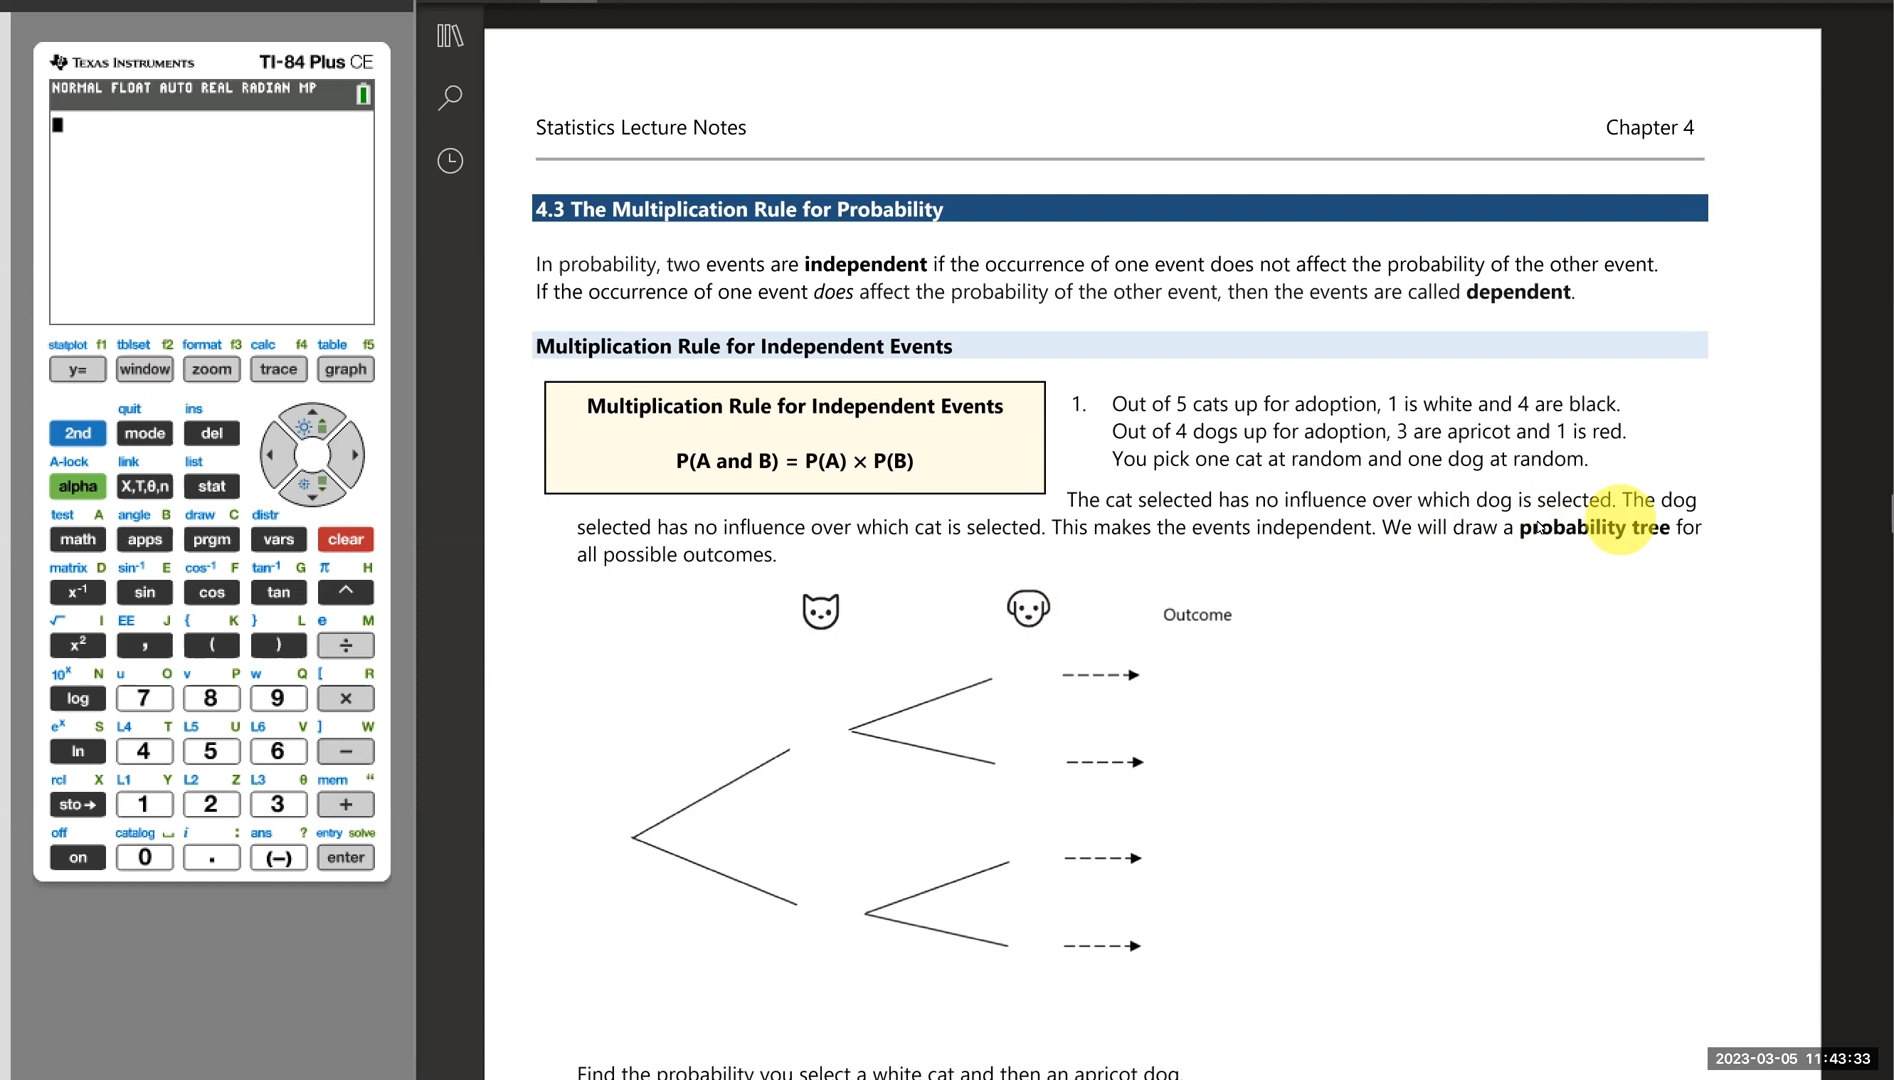 TEXAS INSTRUMENTS TI-84 Plus CE
NORMAL FLOAT AUTO REAL RADIAN MP
statplot f1 tblset f2 format f3 calc f4 table f5
y= window zoom trace graph
quit ins
2nd mode del
A-lock link list
alpha X,T,θ,n stat
test A angle B draw C distr
math apps prgm vars clear
matrix D sin⁻¹ E cos⁻¹ F tan⁻¹ G π H
x⁻¹ sin cos tan ^
√ I EE J { K } L e M
x² , ( ) ÷
10ˣ N u O v P w Q [ R
log 7 8 9 ×
eˣ S L4 T L5 U L6 V ] W
ln 4 5 6 −
rcl X L1 Y L2 Z L3 θ mem “
sto→ 1 2 3 +
off catalog ⎵ i : ans ? entry solve
on 0 . (−) enter
Statistics Lecture Notes Chapter 4
4.3 The Multiplication Rule for Probability
In probability, two events are independent if the occurrence of one event does not affect the probability of the other event.
If the occurrence of one event does affect the probability of the other event, then the events are called dependent.
Multiplication Rule for Independent Events
Multiplication Rule for Independent Events
P(A and B) = P(A) × P(B)
1. Out of 5 cats up for adoption, 1 is white and 4 are black.
Out of 4 dogs up for adoption, 3 are apricot and 1 is red.
You pick one cat at random and one dog at random.
The cat selected has no influence over which dog is selected. The dog
selected has no influence over which cat is selected. This makes the events independent. We will draw a probability tree for
all possible outcomes.
Outcome
Find the probability you select a white cat and then an apricot dog.
2023-03-05 11:43:33